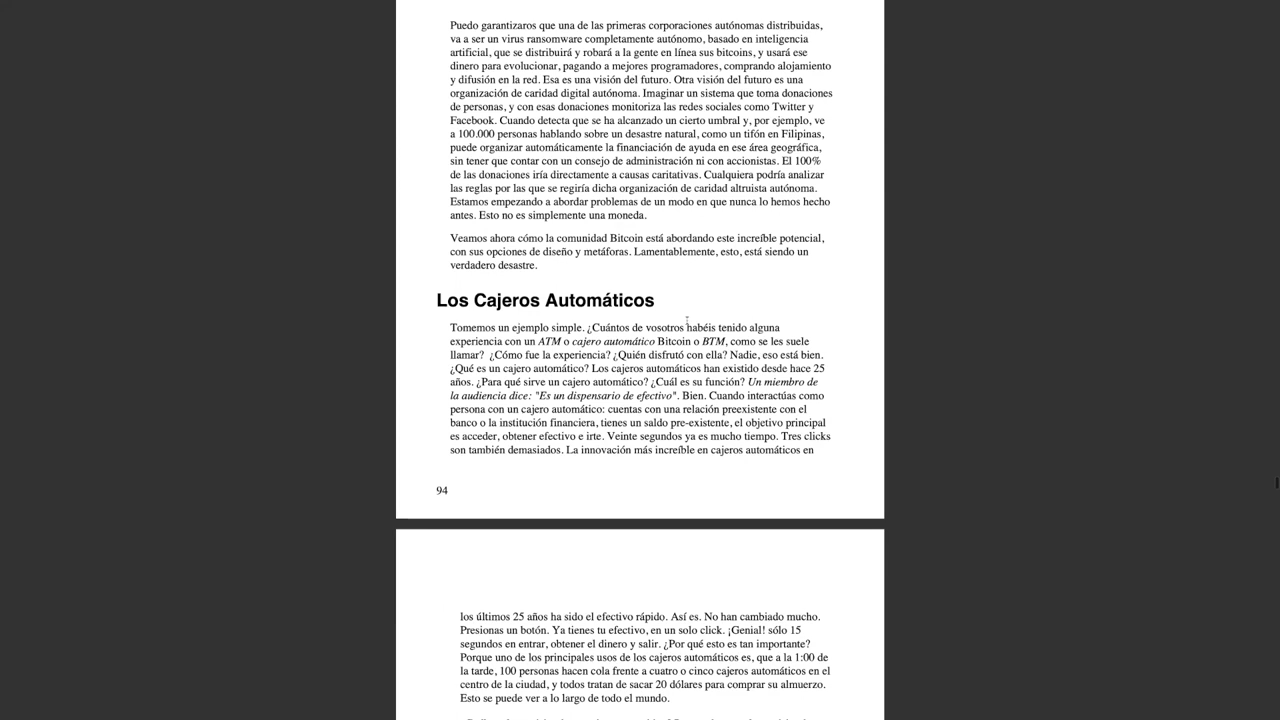 Puedo garantizaros que una de las primeras corporaciones autónomas distribuidas,
va a ser un virus ransomware completamente autónomo, basado en inteligencia
artificial, que se distribuirá y robará a la gente en línea sus bitcoins, y usará ese
dinero para evolucionar, pagando a mejores programadores, comprando alojamiento
y difusión en la red. Esa es una visión del futuro. Otra visión del futuro es una
organización de caridad digital autónoma. Imaginar un sistema que toma donaciones
de personas, y con esas donaciones monitoriza las redes sociales como Twitter y
Facebook. Cuando detecta que se ha alcanzado un cierto umbral y, por ejemplo, ve
a 100.000 personas hablando sobre un desastre natural, como un tifón en Filipinas,
puede organizar automáticamente la financiación de ayuda en ese área geográfica,
sin tener que contar con un consejo de administración ni con accionistas. El 100%
de las donaciones iría directamente a causas caritativas. Cualquiera podría analizar
las reglas por las que se regiría dicha organización de caridad altruista autónoma.
Estamos empezando a abordar problemas de un modo en que nunca lo hemos hecho
antes. Esto no es simplemente una moneda.
Veamos ahora cómo la comunidad Bitcoin está abordando este increíble potencial,
con sus opciones de diseño y metáforas. Lamentablemente, esto, está siendo un
verdadero desastre.
Los Cajeros Automáticos
Tomemos un ejemplo simple. ¿Cuántos de vosotros habéis tenido alguna
experiencia con un ATM o cajero automático Bitcoin o BTM, como se les suele
llamar? ¿Cómo fue la experiencia? ¿Quién disfrutó con ella? Nadie, eso está bien.
¿Qué es un cajero automático? Los cajeros automáticos han existido desde hace 25
años. ¿Para qué sirve un cajero automático? ¿Cuál es su función? Un miembro de
la audiencia dice: "Es un dispensario de efectivo". Bien. Cuando interactúas como
persona con un cajero automático: cuentas con una relación preexistente con el
banco o la institución financiera, tienes un saldo pre-existente, el objetivo principal
es acceder, obtener efectivo e irte. Veinte segundos ya es mucho tiempo. Tres clicks
son también demasiados. La innovación más increíble en cajeros automáticos en
94
los últimos 25 años ha sido el efectivo rápido. Así es. No han cambiado mucho.
Presionas un botón. Ya tienes tu efectivo, en un solo click. ¡Genial! sólo 15
segundos en entrar, obtener el dinero y salir. ¿Por qué esto es tan importante?
Porque uno de los principales usos de los cajeros automáticos es, que a la 1:00 de
la tarde, 100 personas hacen cola frente a cuatro o cinco cajeros automáticos en el
centro de la ciudad, y todos tratan de sacar 20 dólares para comprar su almuerzo.
Esto se puede ver a lo largo de todo el mundo.